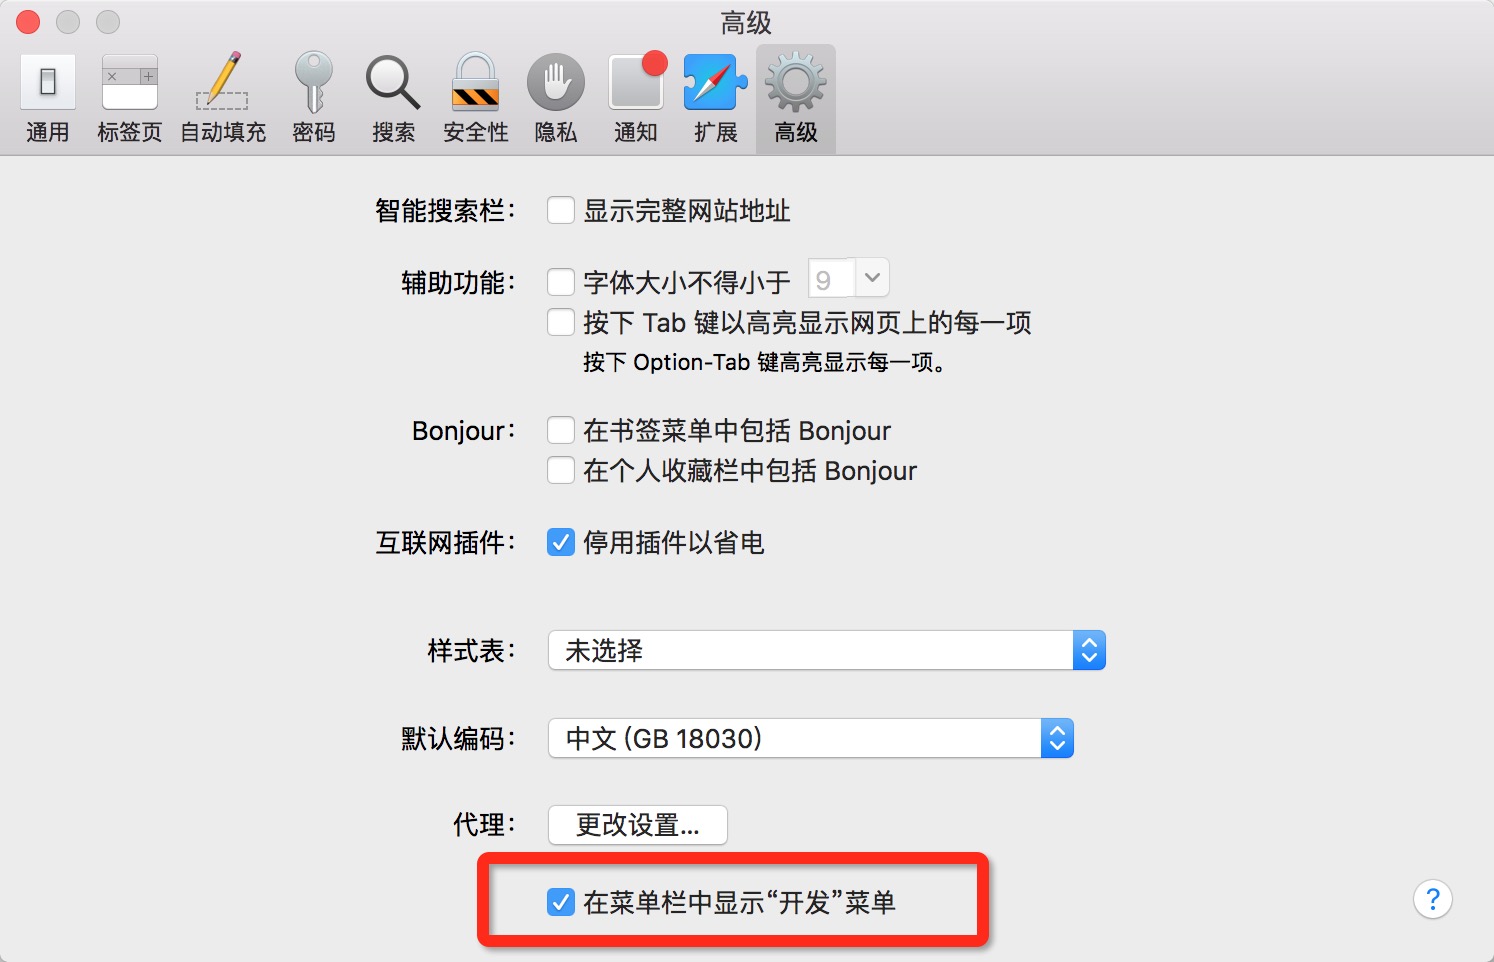 高级
通用 标签页 自动填充 密码 搜索 安全性 隐私 通知 扩展 高级
智能搜索栏： 显示完整网站地址
辅助功能： 字体大小不得小于 9
按下 Tab 键以高亮显示网页上的每一项
按下 Option-Tab 键高亮显示每一项。
Bonjour： 在书签菜单中包括 Bonjour
在个人收藏栏中包括 Bonjour
互联网插件： 停用插件以省电
样式表： 未选择
默认编码： 中文 (GB 18030)
代理： 更改设置...
在菜单栏中显示“开发”菜单
?